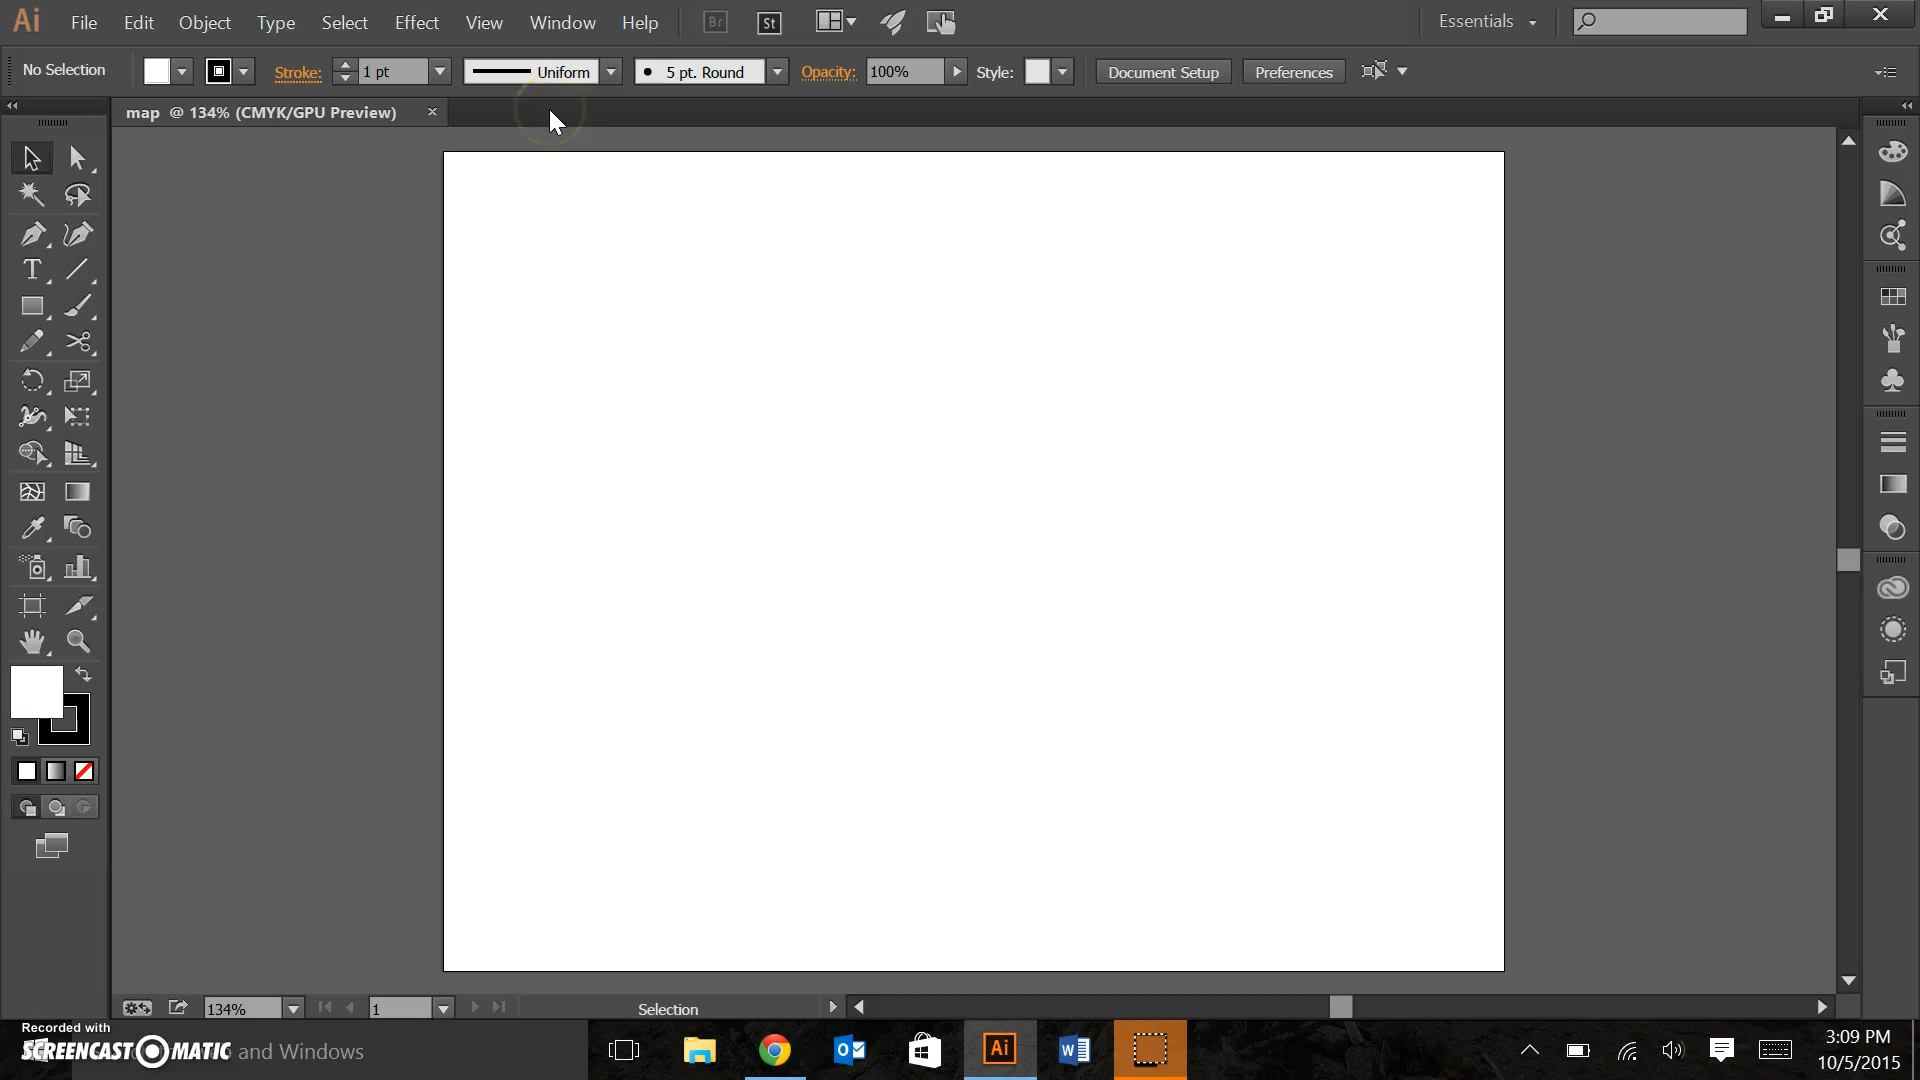 Ai File Edit Object Type Select Effect View Window Help Br St Essentials
No Selection Stroke: 1 pt Uniform 5 pt. Round Opacity: 100% Style: Document Setup Preferences
map @ 134% (CMYK/GPU Preview)
T
134% 1 Selection
Recorded with
SCREENCAST MATIC and Windows
Ai
3:09 PM
10/5/2015